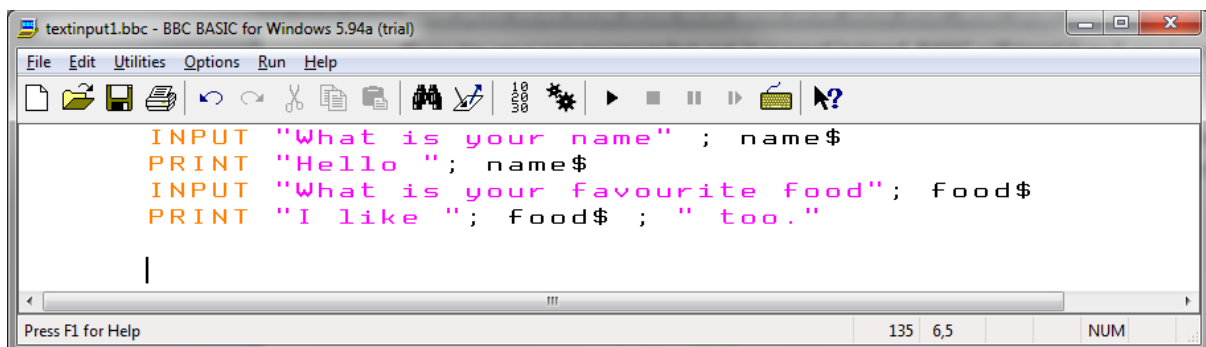 textinput1.bbc - BBC BASIC for Windows 5.94a (trial)
File Edit Utilities Options Run Help
10
20
30
INPUT "What is your name" ; name$
PRINT "Hello "; name$
INPUT "What is your favourite food"; food$
PRINT "I like "; food$ ; " too."
Press F1 for Help 135 6,5 NUM